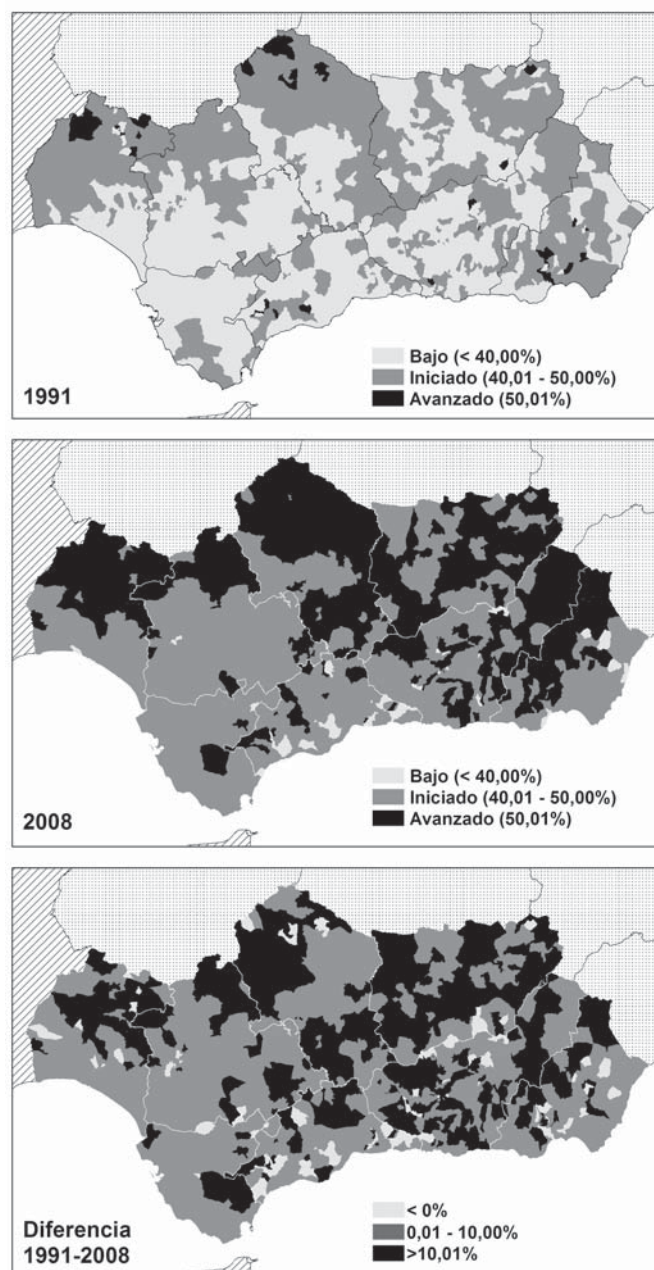 Bajo (< 40,00%)
Iniciado (40,01 - 50,00%)
Avanzado (50,01%)
1991
Bajo (< 40,00%)
Iniciado (40,01 - 50,00%)
Avanzado (50,01%)
2008
< 0%
0,01 - 10,00%
>10,01%
Diferencia
1991-2008